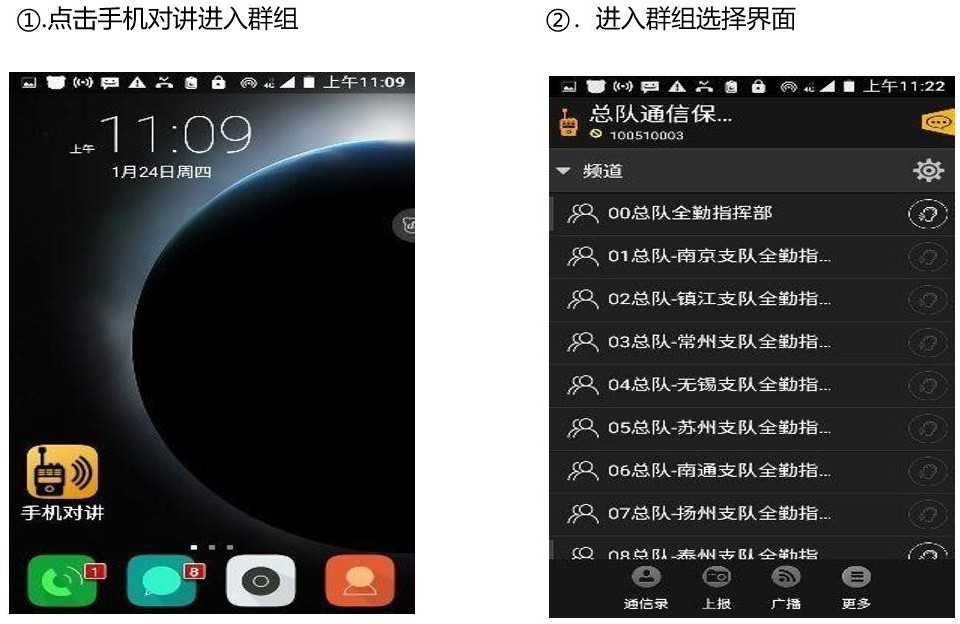 ①.点击手机对讲进入群组
②．进入群组选择界面
4G 上午11:09
上午 11:09
1月24日周四
手机对讲
1
8
4G 上午11:22
总队通信保...
100510003
频道
00总队全勤指挥部
01总队-南京支队全勤指...
02总队-镇江支队全勤指...
03总队-常州支队全勤指...
04总队-无锡支队全勤指...
05总队-苏州支队全勤指...
06总队-南通支队全勤指...
07总队-扬州支队全勤指...
08总队-泰州支队全勤指
通信录 上报 广播 更多